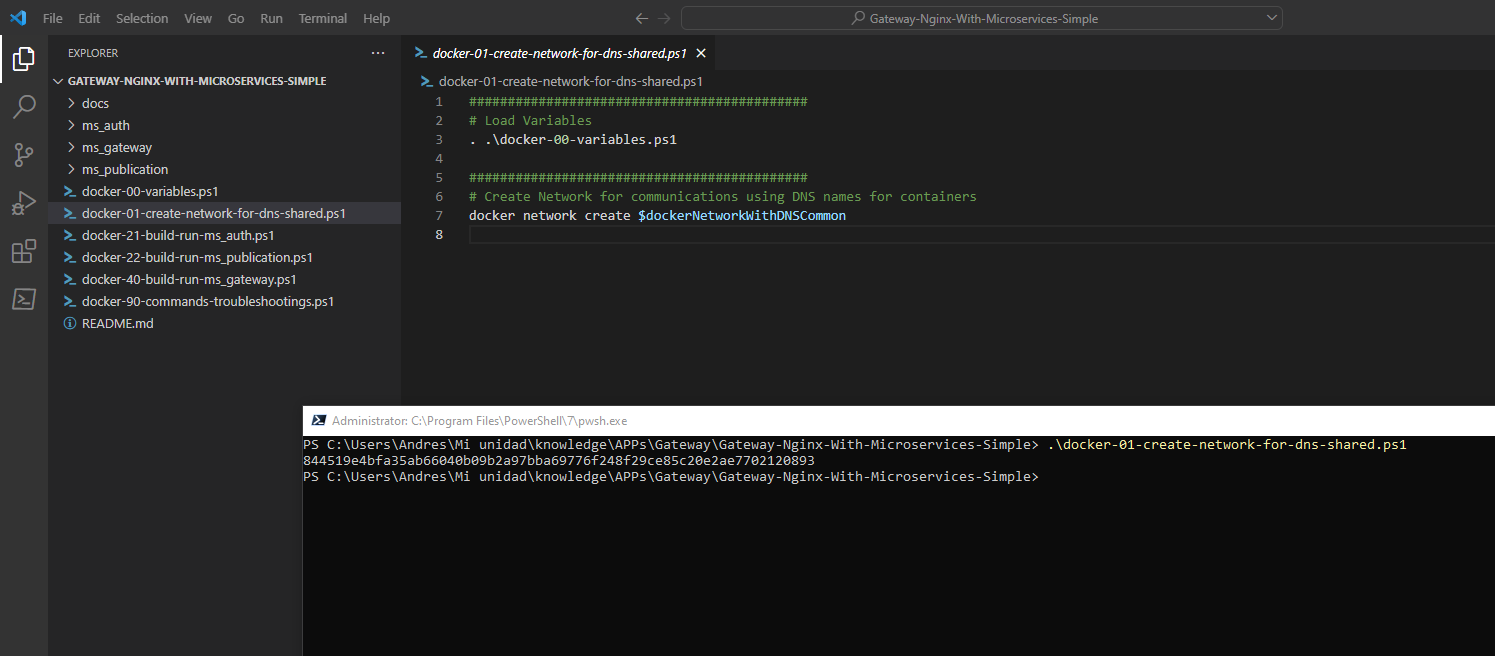 File Edit Selection View Go Run Terminal Help
Gateway-Nginx-With-Microservices-Simple
EXPLORER
GATEWAY-NGINX-WITH-MICROSERVICES-SIMPLE
docs
ms_auth
ms_gateway
ms_publication
docker-00-variables.ps1
docker-01-create-network-for-dns-shared.ps1
docker-21-build-run-ms_auth.ps1
docker-22-build-run-ms_publication.ps1
docker-40-build-run-ms_gateway.ps1
docker-90-commands-troubleshootings.ps1
README.md
docker-01-create-network-for-dns-shared.ps1
docker-01-create-network-for-dns-shared.ps1
1 ############################################
2 # Load Variables
3 . .\docker-00-variables.ps1
4
5 ############################################
6 # Create Network for communications using DNS names for containers
7 docker network create $dockerNetworkWithDNSCommon
8
Administrator: C:\Program Files\PowerShell\7\pwsh.exe
PS C:\Users\Andres\Mi unidad\knowledge\APPs\Gateway\Gateway-Nginx-With-Microservices-Simple> .\docker-01-create-network-for-dns-shared.ps1
844519e4bfa35ab66040b09b2a97bba69776f248f29ce85c20e2ae7702120893
PS C:\Users\Andres\Mi unidad\knowledge\APPs\Gateway\Gateway-Nginx-With-Microservices-Simple>